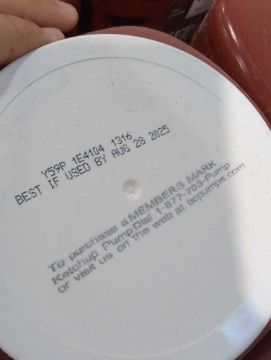 Y59P 1E4104 1316
BEST IF USED BY AUG 28 2025
To purchase a MEMBER'S MARK
Ketchup Pump,Dial 1-877-703-Pump
or visit us on the web at bcpumps.com